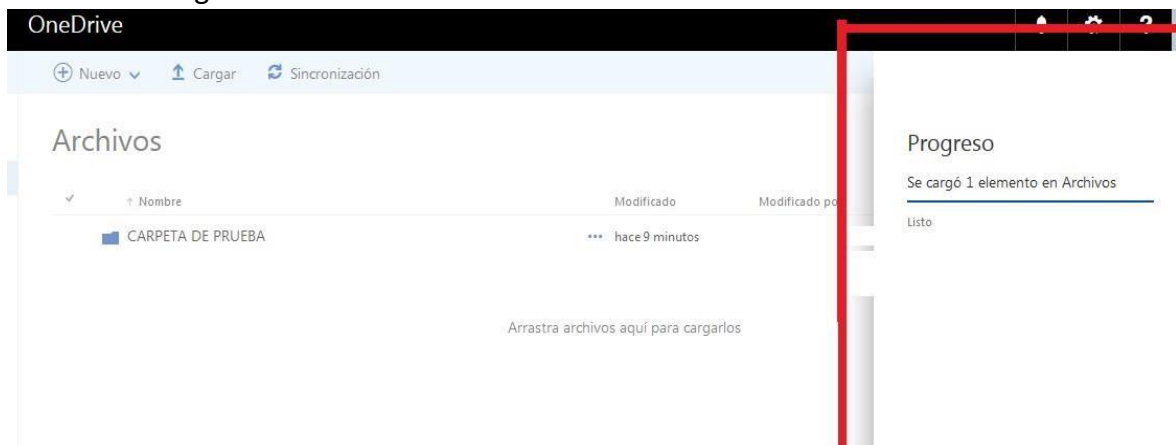 OneDrive
?
Nuevo Cargar Sincronización
Archivos
Progreso
Se cargó 1 elemento en Archivos
Nombre Modificado Modificado
Listo
CARPETA DE PRUEBA ... hace 9 minutos
Arrastra archivos aquí para cargarlos